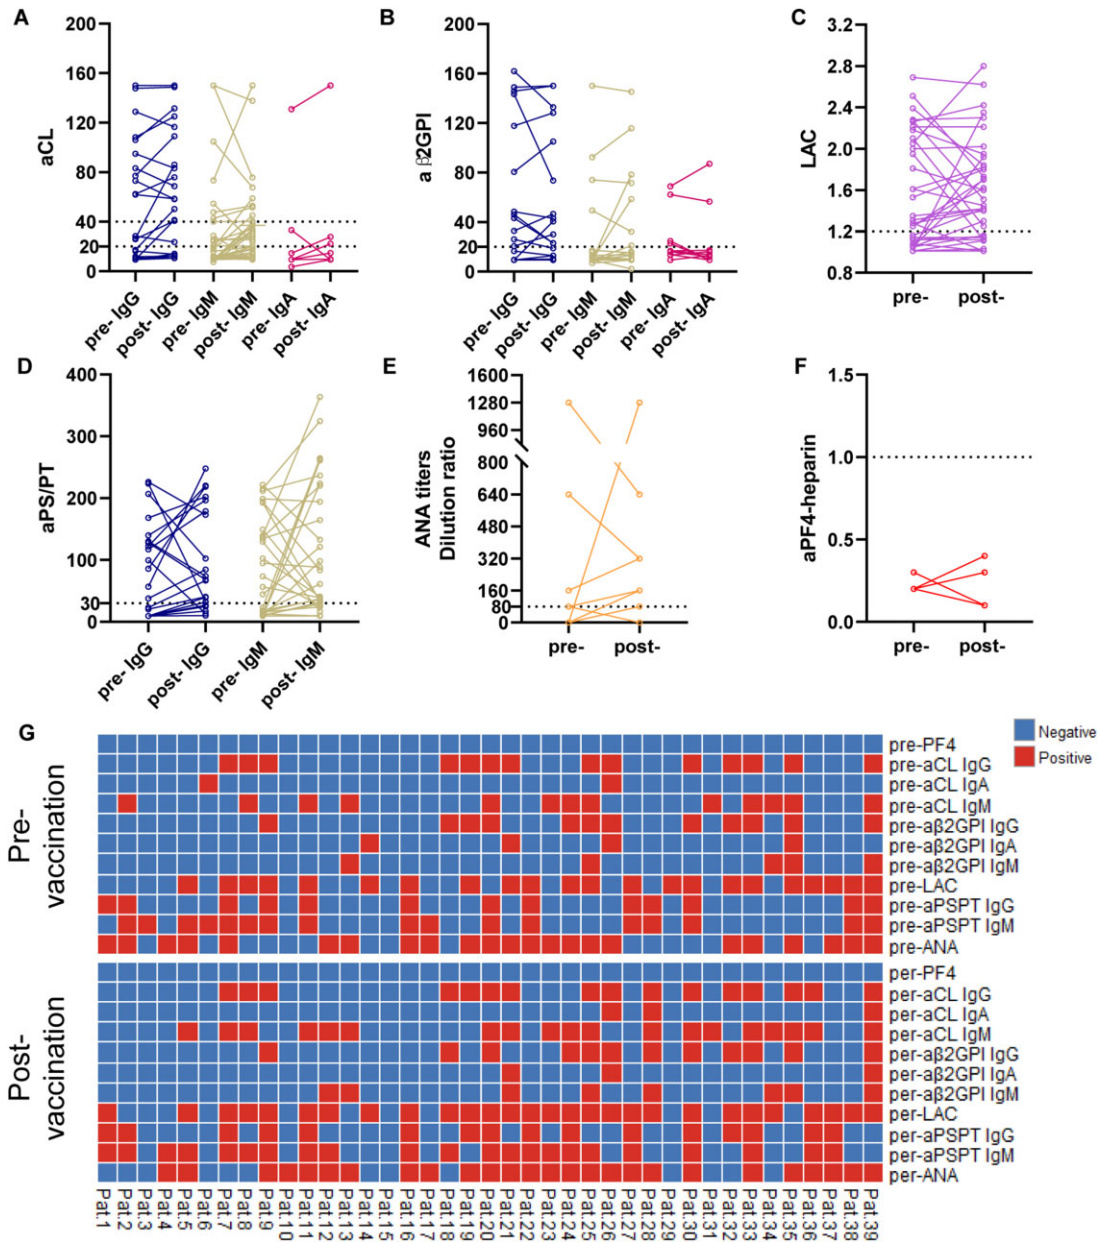 A
aCL
200
160
120
80
40
20
0
pre- IgG
post- IgG
pre- IgM
post- IgM
pre- IgA
post- IgA
B
a β2GPI
200
160
120
80
40
20
0
pre- IgG
post- IgG
pre- IgM
post- IgM
pre- IgA
post- IgA
C
LAC
3.2
2.8
2.4
2.0
1.6
1.2
0.8
pre-
post-
D
aPS/PT
400
300
200
100
30
0
pre- IgG
post- IgG
pre- IgM
post- IgM
E
ANA titers
Dilution ratio
1600
1280
960
800
640
480
320
160
80
0
pre-
post-
F
aPF4-heparin
1.5
1.0
0.5
0.0
pre-
post-
G
Negative
Positive
Pre-
vaccination
pre-PF4
pre-aCL IgG
pre-aCL IgA
pre-aCL IgM
pre-aβ2GPI IgG
pre-aβ2GPI IgA
pre-aβ2GPI IgM
pre-LAC
pre-aPSPT IgG
pre-aPSPT IgM
pre-ANA
Post-
vaccination
per-PF4
per-aCL IgG
per-aCL IgA
per-aCL IgM
per-aβ2GPI IgG
per-aβ2GPI IgA
per-aβ2GPI IgM
per-LAC
per-aPSPT IgG
per-aPSPT IgM
per-ANA
Pat.1
Pat.2
Pat.3
Pat.4
Pat.5
Pat.6
Pat.7
Pat.8
Pat.9
Pat.10
Pat.11
Pat.12
Pat.13
Pat.14
Pat.15
Pat.16
Pat.17
Pat.18
Pat.19
Pat.20
Pat.21
Pat.22
Pat.23
Pat.24
Pat.25
Pat.26
Pat.27
Pat.28
Pat.29
Pat.30
Pat.31
Pat.32
Pat.33
Pat.34
Pat.35
Pat.36
Pat.37
Pat.38
Pat.39